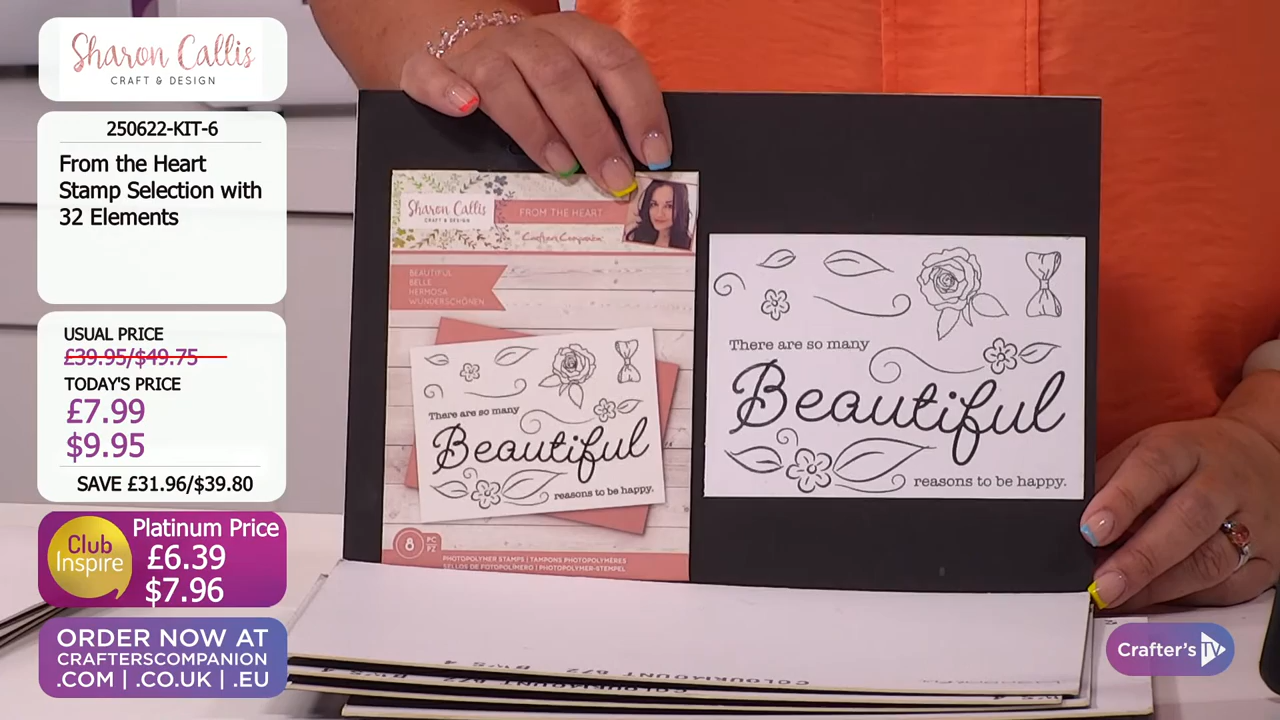 Sharon Callis
CRAFT & DESIGN
250622-KIT-6
From the Heart
Stamp Selection with
32 Elements
USUAL PRICE
£39.95/$49.75
TODAY'S PRICE
£7.99
$9.95
SAVE £31.96/$39.80
Club
Inspire
Platinum Price
£6.39
$7.96
ORDER NOW AT
CRAFTERSCOMPANION
.COM | .CO.UK | .EU
Sharon Callis
CRAFT & DESIGN
FROM THE HEART
by Crafter's Companion
BEAUTIFUL
BELLE
HERMOSA
WUNDERSCHÖNEN
There are so many
Beautiful
reasons to be happy.
8 PC
PZ
PHOTOPOLYMER STAMPS | TAMPONS PHOTOPOLYMÈRES
SELLOS DE FOTOPOLÍMERO | PHOTOPOLYMER-STEMPEL
There are so many
Beautiful
reasons to be happy.
COLOURMOUNT
Crafter's TV